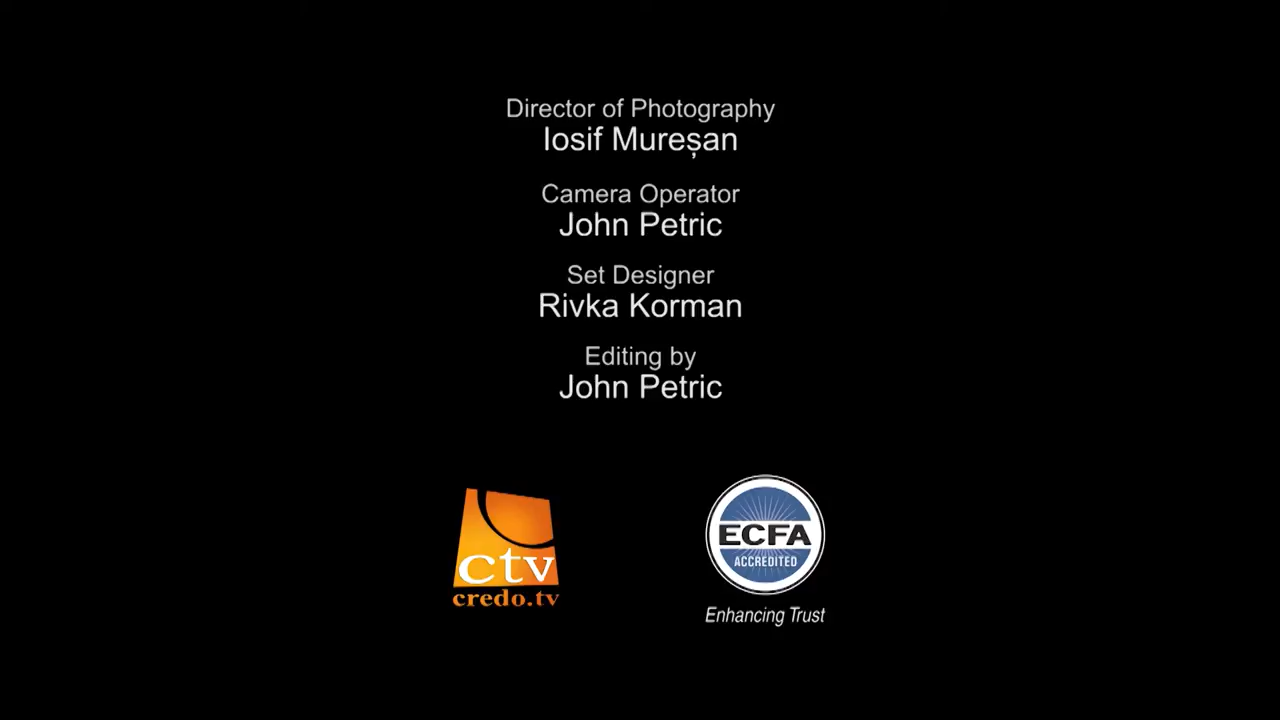 Director of Photography
Iosif Mureșan
Camera Operator
John Petric
Set Designer
Rivka Korman
Editing by
John Petric
ctv
credo.tv
ECFA
ACCREDITED
Enhancing Trust